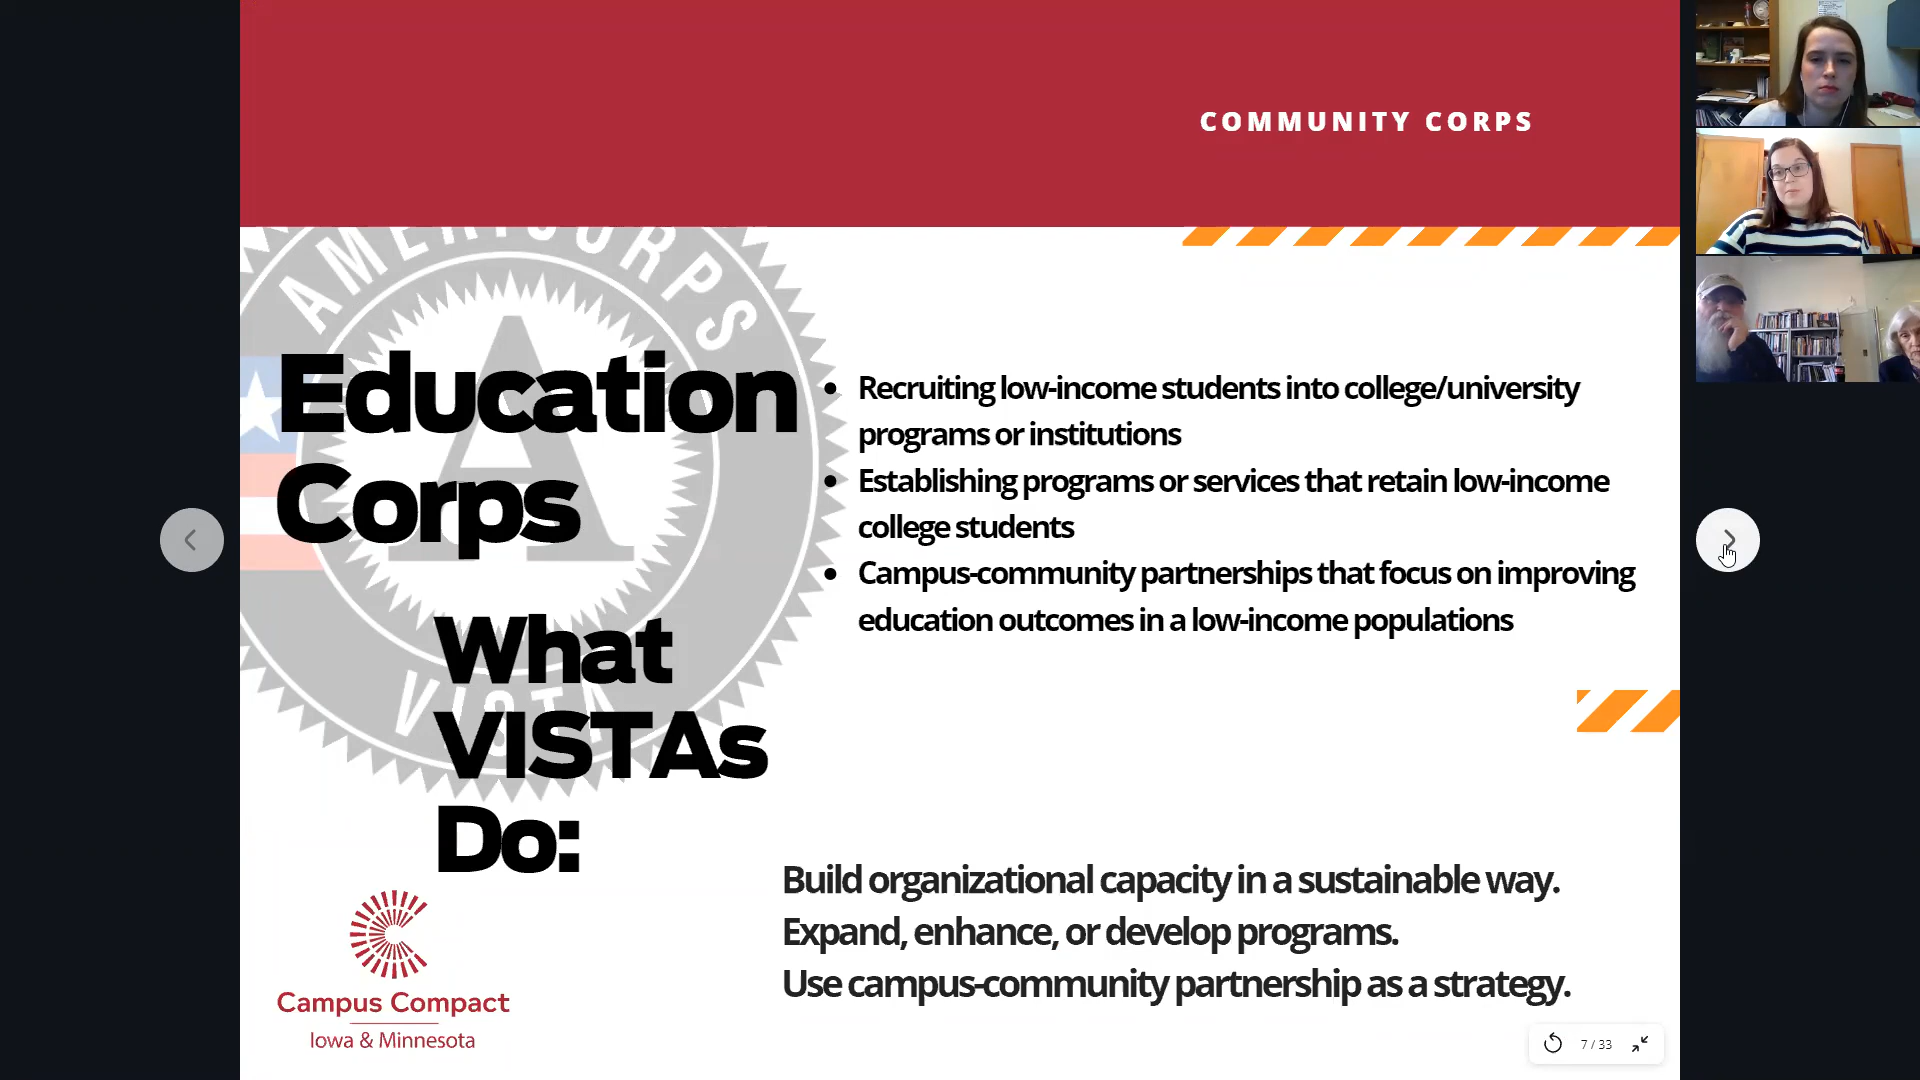 COMMUNITY CORPS
AMERICORPS
Education
Corps
• Recruiting low-income students into college/university
programs or institutions
• Establishing programs or services that retain low-income
college students
• Campus-community partnerships that focus on improving
education outcomes in a low-income populations
A
What
VISTAs
Do:
VISTA
Build organizational capacity in a sustainable way.
Expand, enhance, or develop programs.
Use campus-community partnership as a strategy.
Campus Compact
Iowa & Minnesota
7 / 33